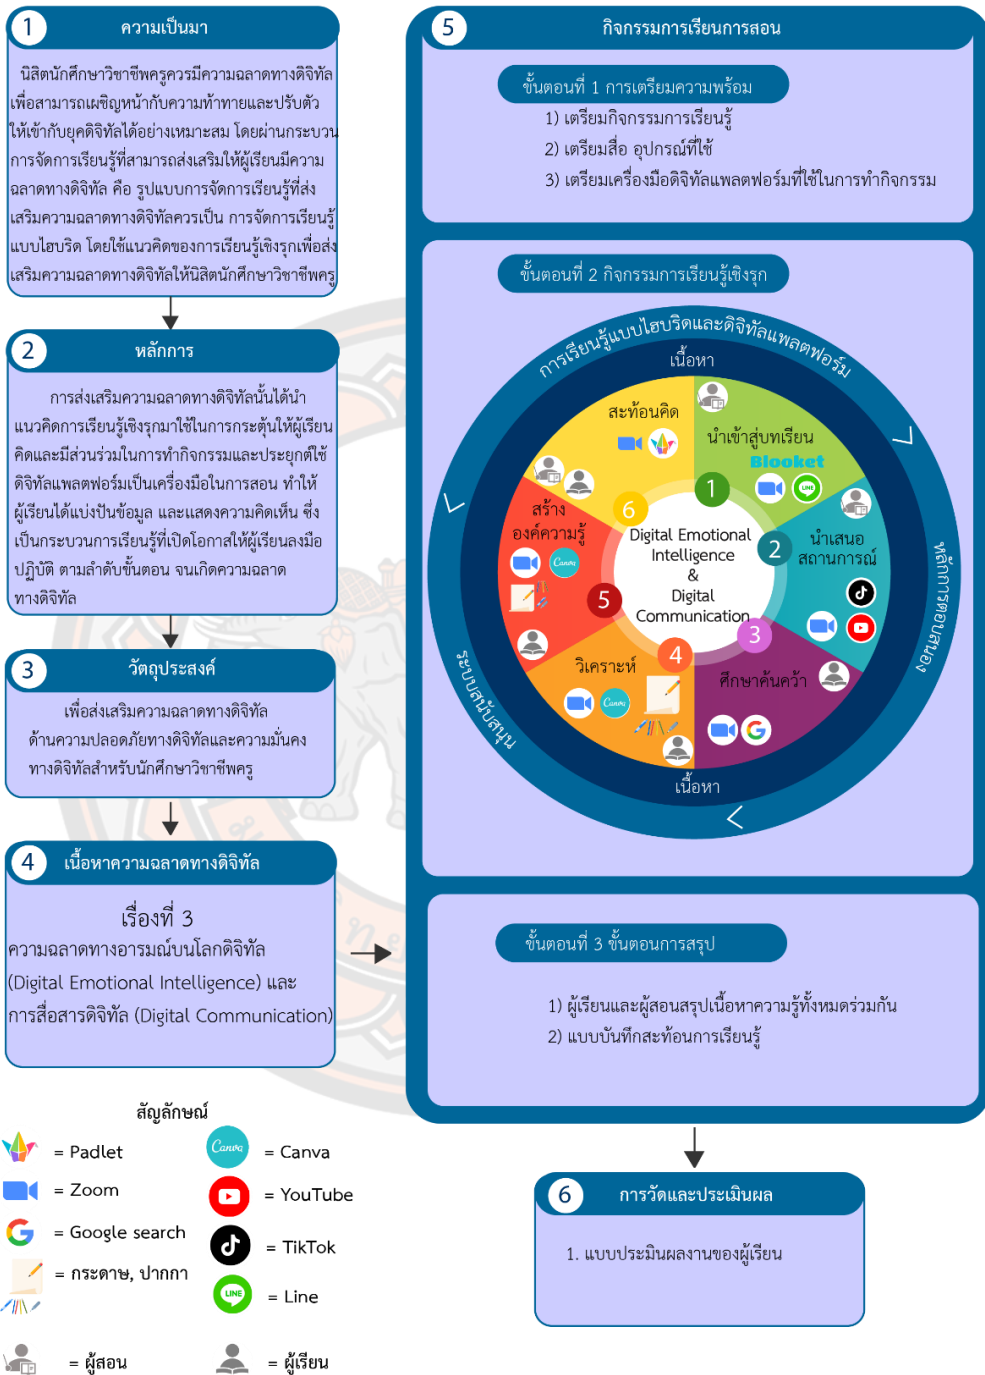 1
ความเป็นมา
นิสิตนักศึกษาวิชาชีพครูควรมีความฉลาดทางดิจิทัล
เพื่อสามารถเผชิญหน้ากับความท้าทายและปรับตัว
ให้เข้ากับยุคดิจิทัลได้อย่างเหมาะสม โดยผ่านกระบวน
การจัดการเรียนรู้ที่สามารถส่งเสริมให้ผู้เรียนมีความ
ฉลาดทางดิจิทัล คือ รูปแบบการจัดการเรียนรู้ที่ส่ง
เสริมความฉลาดทางดิจิทัลควรเป็น การจัดการเรียนรู้
แบบไฮบริด โดยใช้แนวคิดของการเรียนรู้เชิงรุกเพื่อส่ง
เสริมความฉลาดทางดิจิทัลให้นิสิตนักศึกษาวิชาชีพครู
2
หลักการ
การส่งเสริมความฉลาดทางดิจิทัลนั้นได้นำ
แนวคิดการเรียนรู้เชิงรุกมาใช้ในการกระตุ้นให้ผู้เรียน
คิดและมีส่วนร่วมในการทำกิจกรรมและประยุกต์ใช้
ดิจิทัลแพลตฟอร์มเป็นเครื่องมือในการสอน ทำให้
ผู้เรียนได้แบ่งปันข้อมูล และแสดงความคิดเห็น ซึ่ง
เป็นกระบวนการเรียนรู้ที่เปิดโอกาสให้ผู้เรียนลงมือ
ปฏิบัติ ตามลำดับขั้นตอน จนเกิดความฉลาด
ทางดิจิทัล
3
วัตถุประสงค์
เพื่อส่งเสริมความฉลาดทางดิจิทัล
ด้านความปลอดภัยทางดิจิทัลและความมั่นคง
ทางดิจิทัลสำหรับนักศึกษาวิชาชีพครู
4
เนื้อหาความฉลาดทางดิจิทัล
เรื่องที่ 3
ความฉลาดทางอารมณ์บนโลกดิจิทัล
(Digital Emotional Intelligence) และ
การสื่อสารดิจิทัล (Digital Communication)
5
กิจกรรมการเรียนการสอน
ขั้นตอนที่ 1 การเตรียมความพร้อม
1) เตรียมกิจกรรมการเรียนรู้
2) เตรียมสื่อ อุปกรณ์ที่ใช้
3) เตรียมเครื่องมือดิจิทัลแพลตฟอร์มที่ใช้ในการทำกิจกรรม
ขั้นตอนที่ 2 กิจกรรมการเรียนรู้เชิงรุก
การเรียนรู้แบบไฮบริดและดิจิทัลแพลตฟอร์ม
หลักการตอบสนอง
ระบบสนับสนุน
เนื้อหา
1
นำเข้าสู่บทเรียน
Blooket
LINE
2
นำเสนอ
สถานการณ์
3
ศึกษาค้นคว้า
4
วิเคราะห์
Canva
5
สร้าง
องค์ความรู้
Canva
6
สะท้อนคิด
Digital Emotional
Intelligence
&
Digital
Communication
เนื้อหา
ขั้นตอนที่ 3 ขั้นตอนการสรุป
1) ผู้เรียนและผู้สอนสรุปเนื้อหาความรู้ทั้งหมดร่วมกัน
2) แบบบันทึกสะท้อนการเรียนรู้
6
การวัดและประเมินผล
1. แบบประมินผลงานของผู้เรียน
สัญลักษณ์
= Padlet
= Zoom
= Google search
= กระดาษ, ปากกา
= ผู้สอน
Canva = Canva
= YouTube
= TikTok
LINE = Line
= ผู้เรียน